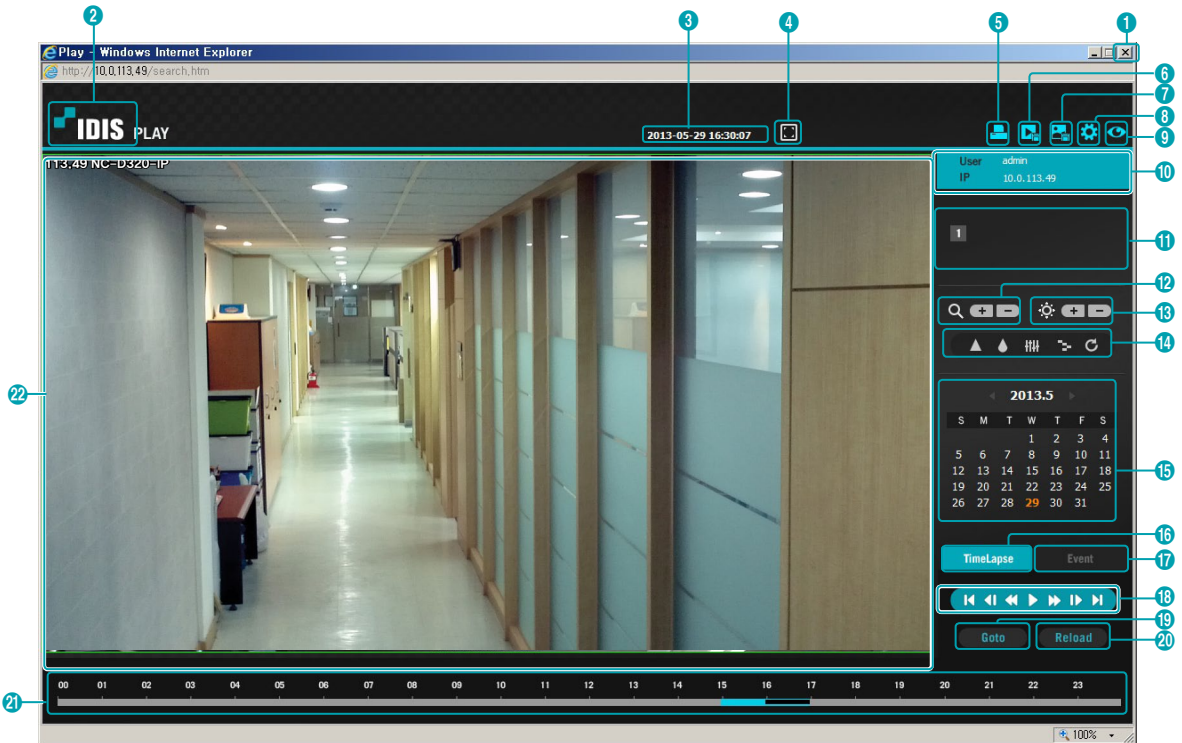 2
3
4
5
1
Play - Windows Internet Explorer
http://10,0,113,49/search,htm
6
7
8
9
IDIS PLAY
2013-05-29 16:30:07
113,49 NC-D320-IP
User admin
IP 10.0.113.49
10
1
11
12
13
14
22
2013.5
S M T W T F S
1 2 3 4
5 6 7 8 9 10 11
12 13 14 15 16 17 18
19 20 21 22 23 24 25
26 27 28 29 30 31
15
16
TimeLapse Event
17
18
19
Goto Reload
20
00 01 02 03 04 05 06 07 08 09 10 11 12 13 14 15 16 17 18 19 20 21 22 23
21
100%